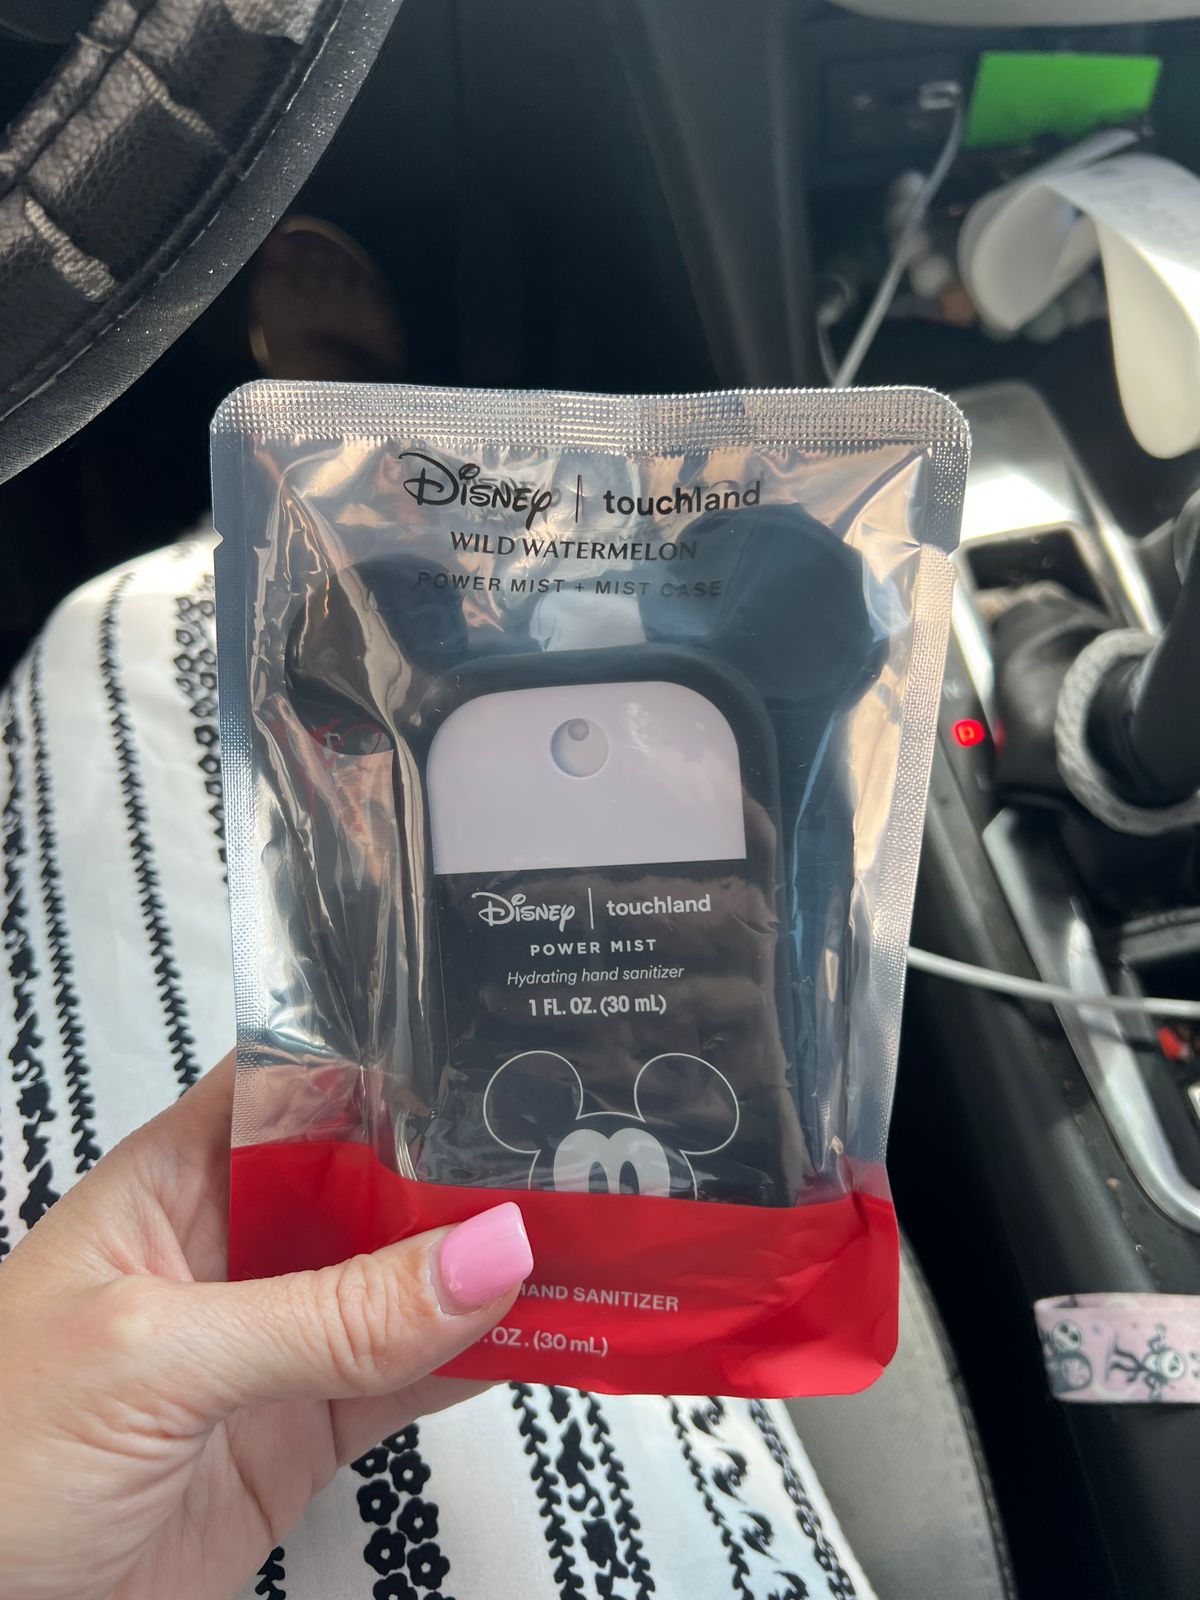 Disney | touchland
WILD WATERMELON
POWER MIST + MIST CASE
Disney | touchland
POWER MIST
Hydrating hand sanitizer
1 FL. OZ. (30 mL)
HAND SANITIZER
OZ. (30 mL)